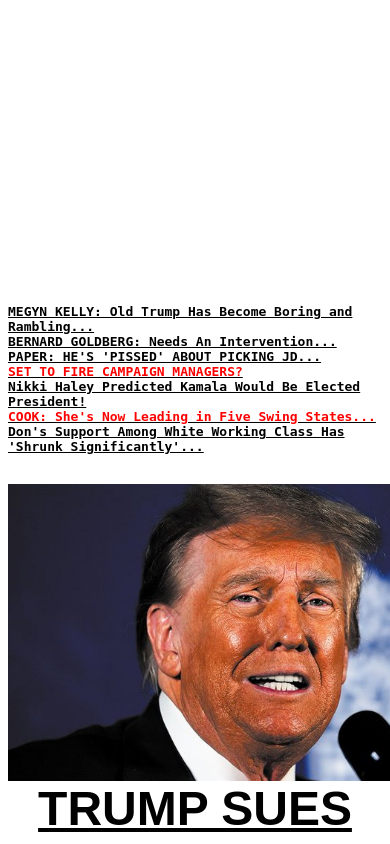 MEGYN KELLY: Old Trump Has Become Boring and
Rambling...
BERNARD GOLDBERG: Needs An Intervention...
PAPER: HE'S 'PISSED' ABOUT PICKING JD...
SET TO FIRE CAMPAIGN MANAGERS?
Nikki Haley Predicted Kamala Would Be Elected
President!
COOK: She's Now Leading in Five Swing States...
Don's Support Among White Working Class Has
'Shrunk Significantly'...
TRUMP SUES